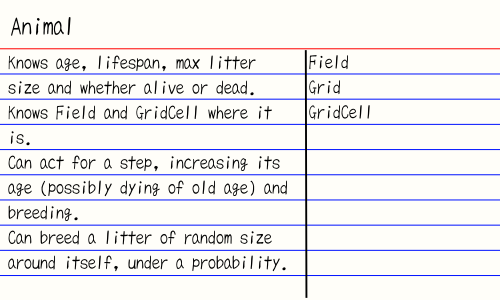 Animal
Knows age, lifespan, max litter
size and whether alive or dead.
Knows Field and GridCell where it
is.
Can act for a step, increasing its
age (possibly dying of old age) and
breeding.
Can breed a litter of random size
around itself, under a probability.
Field
Grid
GridCell